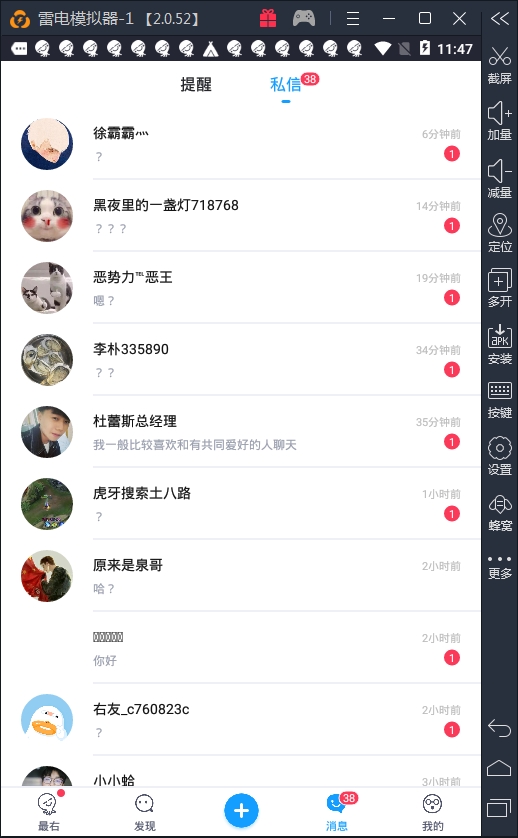 雷电模拟器-1 【2.0.52】
11:47
提醒
私信
38
徐霸霸灬
6分钟前
？
1
黑夜里的一盏灯718768
14分钟前
？？？
1
恶势力℡恶王
19分钟前
嗯？
1
李朴335890
34分钟前
？？
1
杜蕾斯总经理
35分钟前
我一般比较喜欢和有共同爱好的人聊天
1
虎牙搜索土八路
1小时前
？
1
原来是泉哥
2小时前
哈？
2小时前
你好
1
右友_c760823c
2小时前
？
1
小小蛤
3小时前
最右
发现
消息
38
我的
截屏
加量
减量
定位
多开
APK
安装
按键
设置
蜂窝
更多